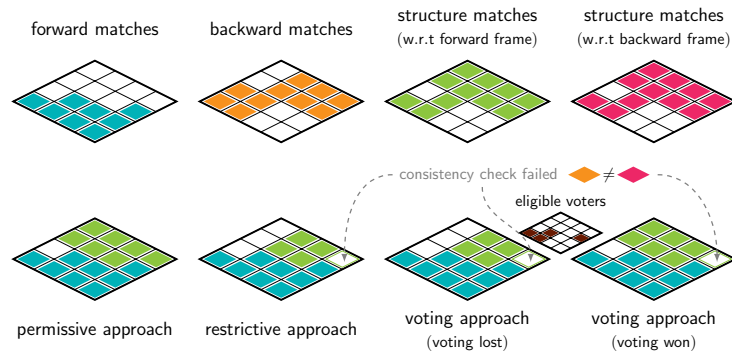 forward matches
backward matches
structure matches
(w.r.t forward frame)
structure matches
(w.r.t backward frame)
consistency check failed ≠
eligible voters
permissive approach
restrictive approach
voting approach
(voting lost)
voting approach
(voting won)